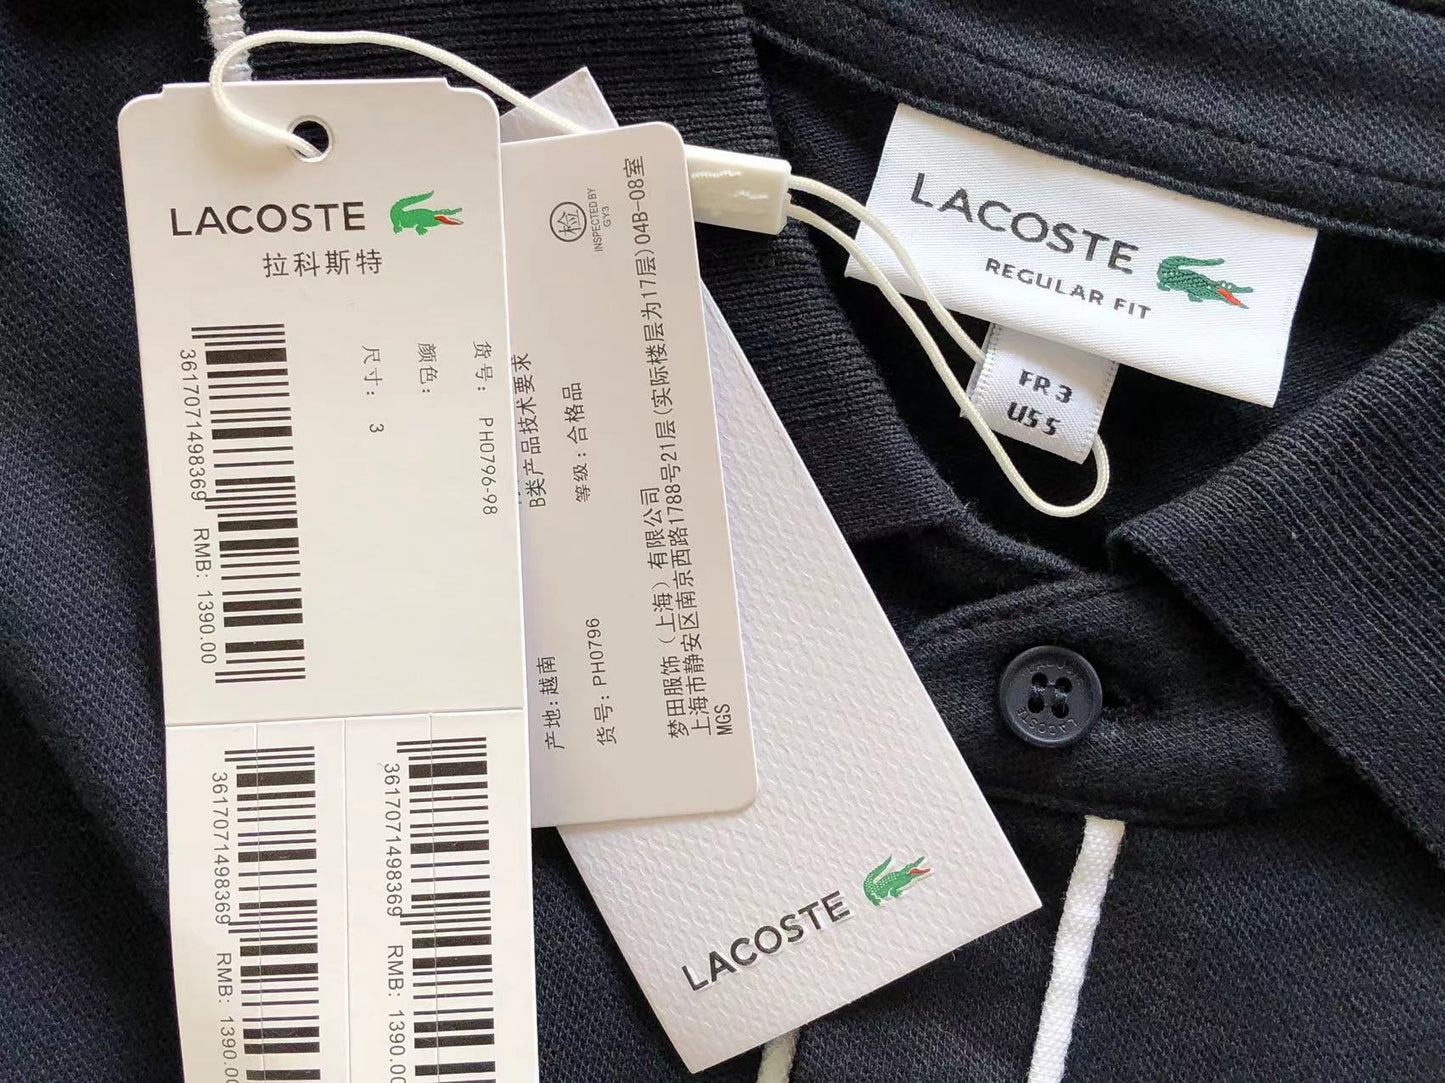 LACOSTE
拉科斯特
货号: PH0796-98
颜色:
尺寸: 3
3617071498369 RMB: 1390.00
3617071498369 RMB: 1390.0
3617071498369 RMB: 1390.00
检
INSPECTED BY
GY3
B类产品技术要求
等级: 合格品
产地: 越南
货号: PH0796
梦田服饰（上海）有限公司
上海市静安区南京西路1788号21层(实际楼层为17层)04B-08室
MGS
LACOSTE
LACOSTE
REGULAR FIT
FR 3
US 5
LACOSTE